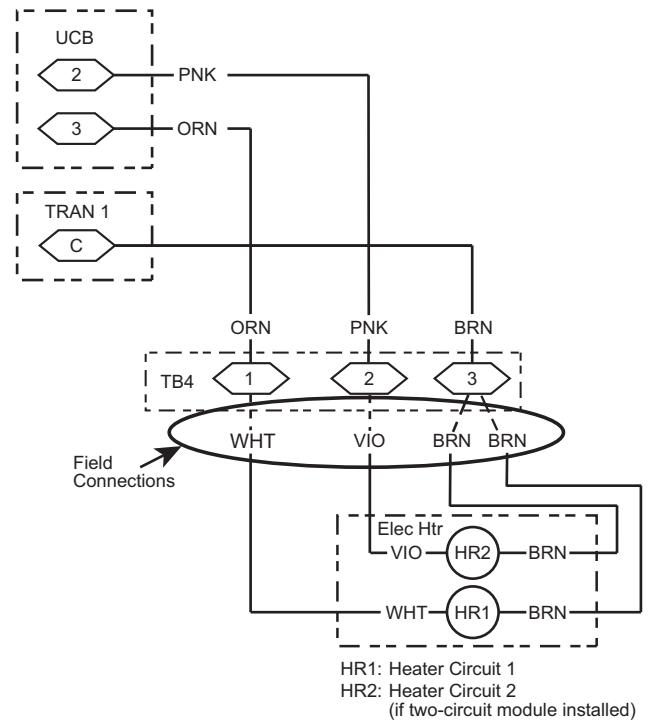 UCB
2
PNK
3
ORN
TRAN 1
C
ORN
PNK
BRN
TB4
1
2
3
WHT
VIO
BRN
BRN
Field
Connections
Elec Htr
VIO
HR2
BRN
WHT
HR1
BRN
HR1: Heater Circuit 1
HR2: Heater Circuit 2
(if two-circuit module installed)